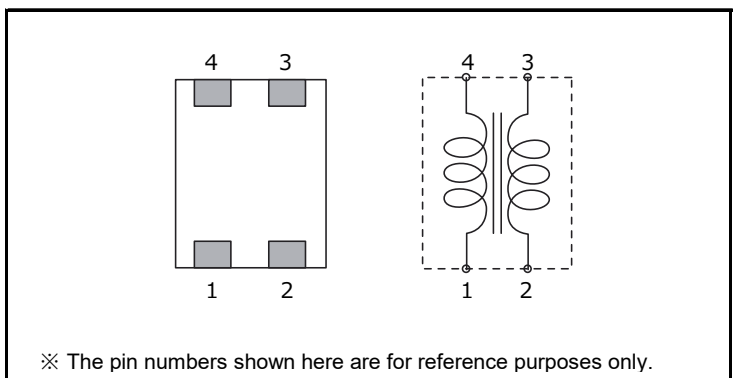 4 3 4 3
1 2 1 2
※ The pin numbers shown here are for reference purposes only.